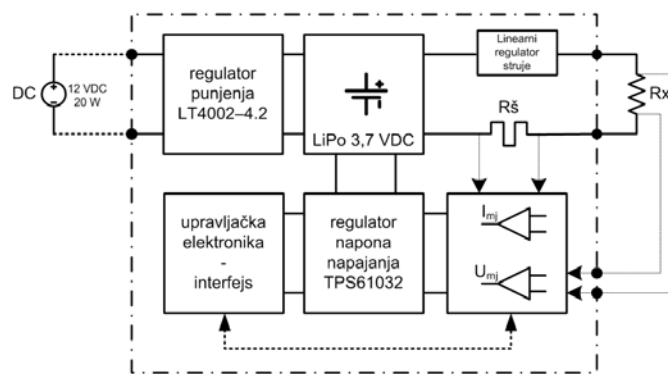 DC
12 VDC
20 W
regulator
punjenja
LT4002–4.2
LiPo 3,7 VDC
Linearni
regulator
struje
Rš
Rx
upravljačka
elektronika
-
interfejs
regulator
napona
napajanja
TPS61032
Imj
Umj